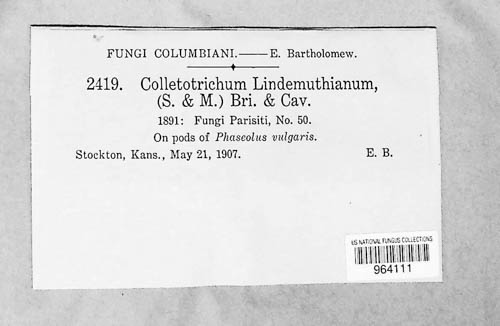 FUNGI COLUMBIANI.——E. Bartholomew.
2419. Colletotrichum Lindemuthianum,
(S. & M.) Bri. & Cav.
1891: Fungi Parisiti, No. 50.
On pods of Phaseolus vulgaris.
Stockton, Kans., May 21, 1907. E. B.
US NATIONAL FUNGUS COLLECTIONS
964111